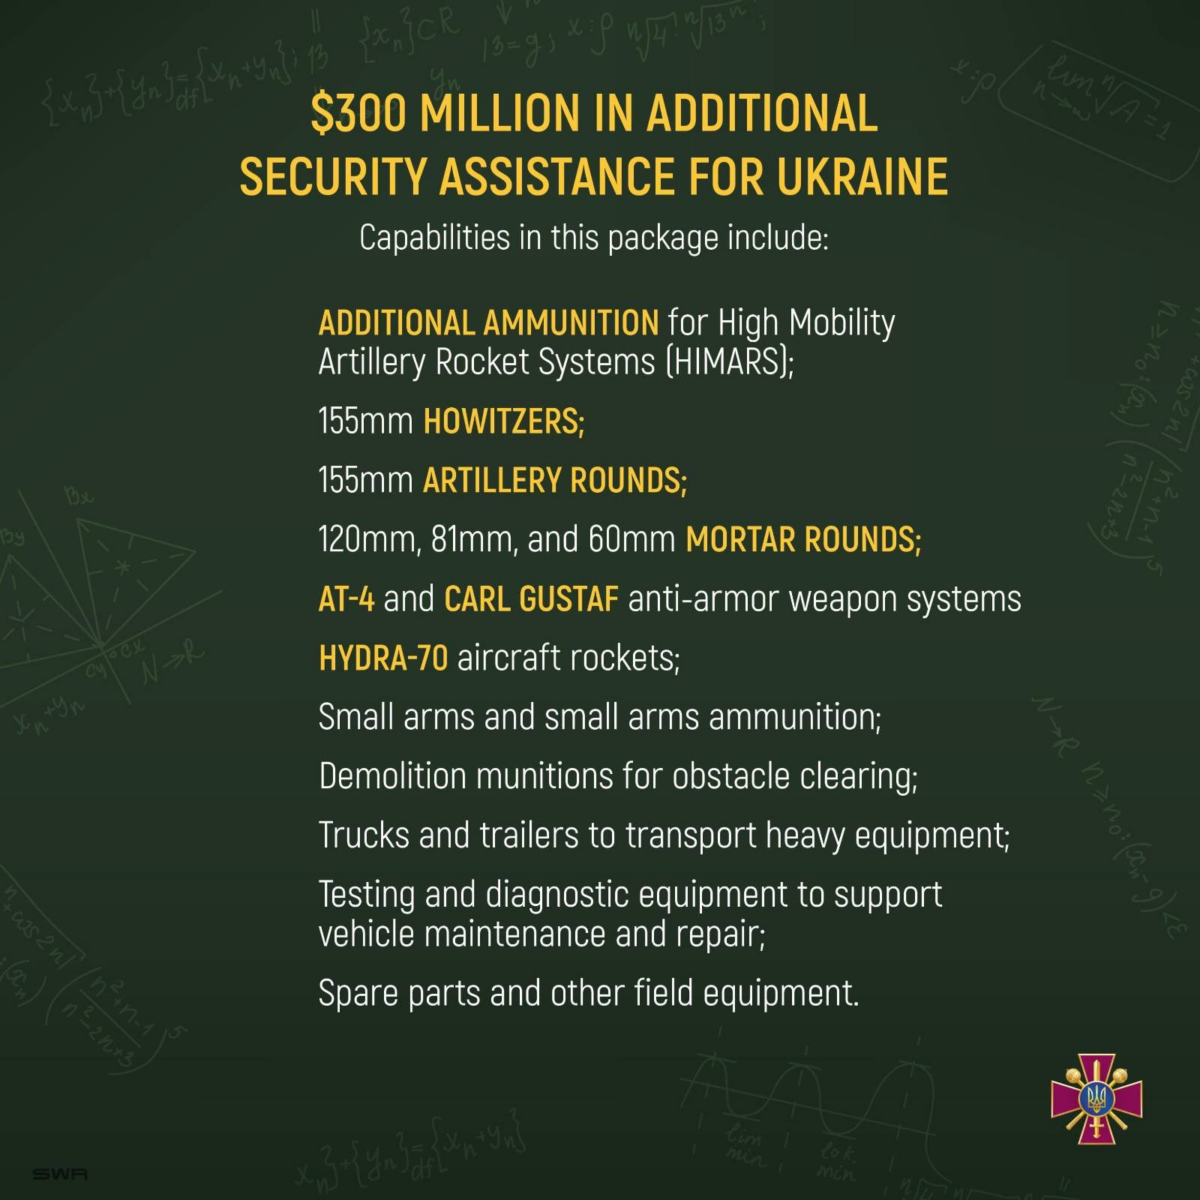 $300 MILLION IN ADDITIONAL
SECURITY ASSISTANCE FOR UKRAINE
Capabilities in this package include:
ADDITIONAL AMMUNITION for High Mobility
Artillery Rocket Systems (HIMARS);
155mm HOWITZERS;
155mm ARTILLERY ROUNDS;
120mm, 81mm, and 60mm MORTAR ROUNDS;
AT-4 and CARL GUSTAF anti-armor weapon systems
HYDRA-70 aircraft rockets;
Small arms and small arms ammunition;
Demolition munitions for obstacle clearing;
Trucks and trailers to transport heavy equipment;
Testing and diagnostic equipment to support
vehicle maintenance and repair;
Spare parts and other field equipment.